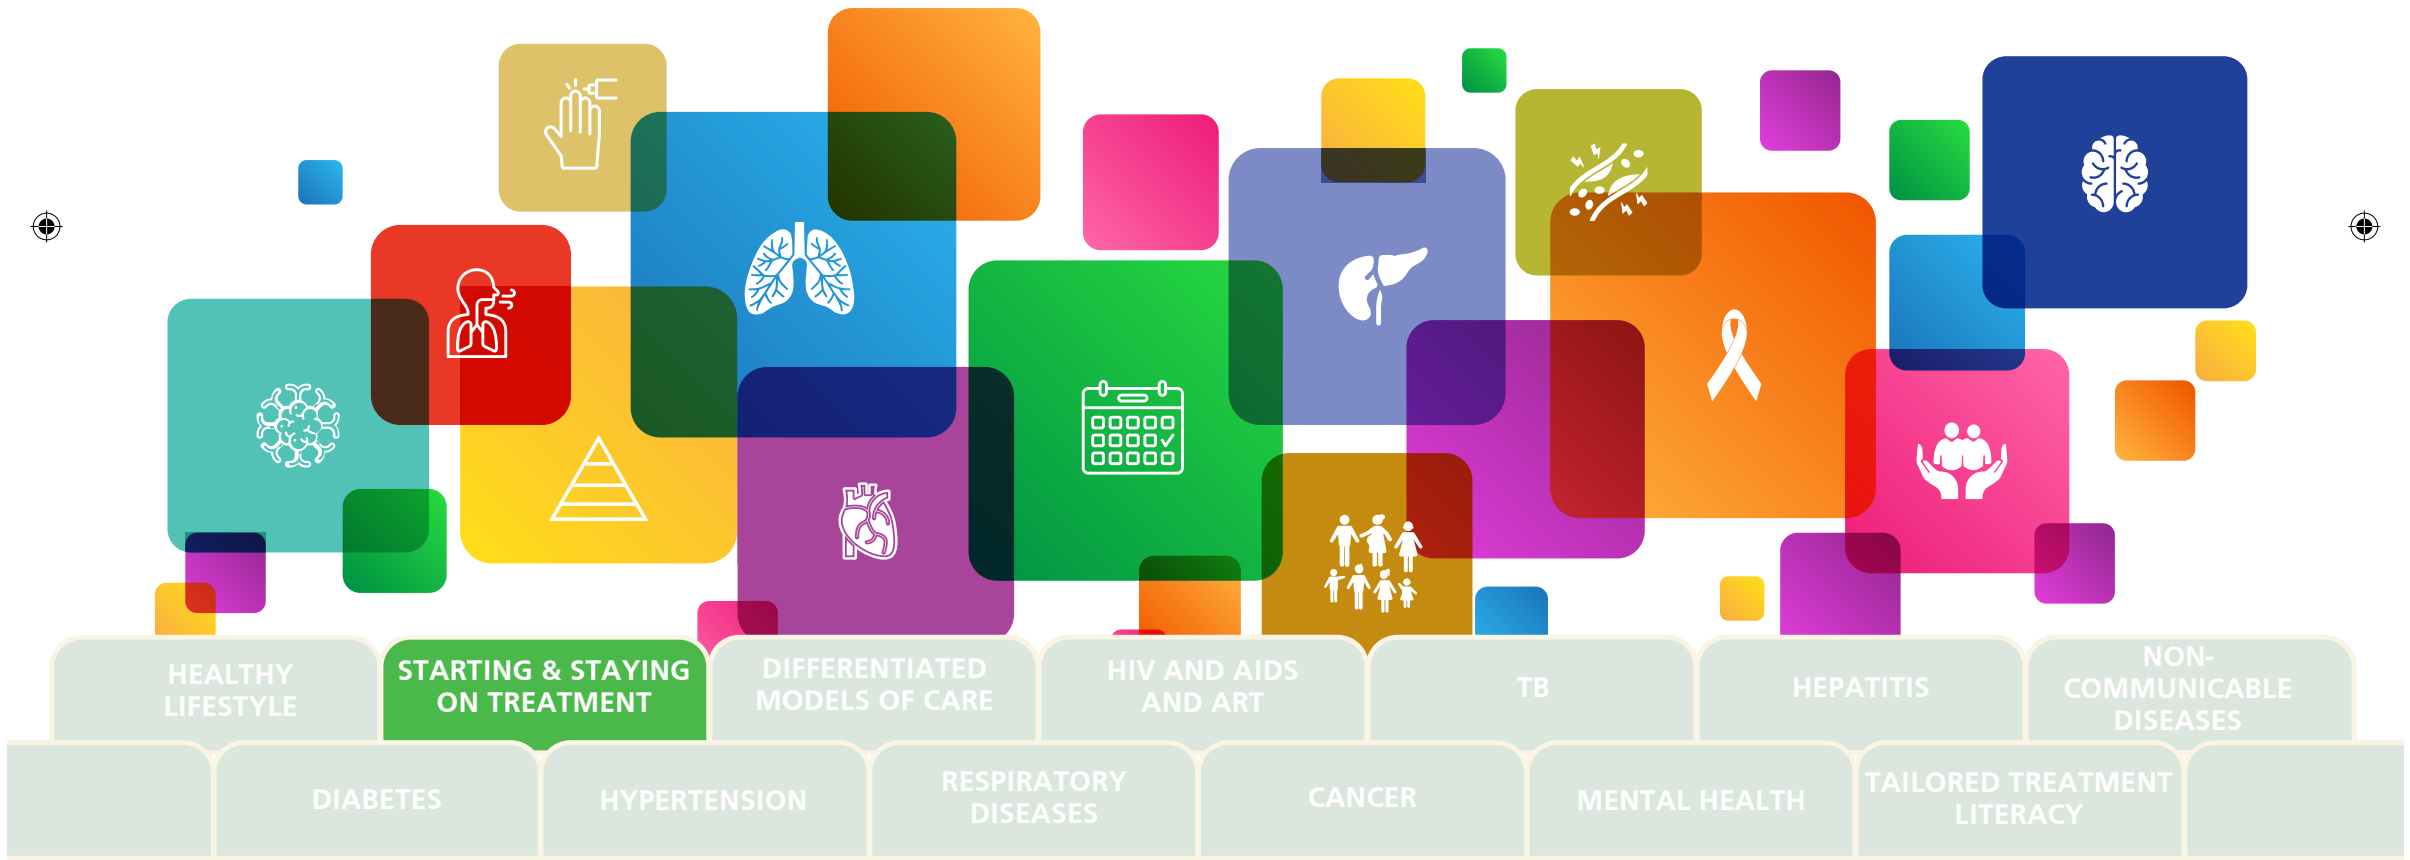 HEALTHY
LIFESTYLE
STARTING & STAYING
ON TREATMENT
DIFFERENTIATED
MODELS OF CARE
HIV AND AIDS
AND ART
TB
HEPATITIS
NON-
COMMUNICABLE
DISEASES
DIABETES
HYPERTENSION
RESPIRATORY
DISEASES
CANCER
MENTAL HEALTH
TAILORED TREATMENT
LITERACY